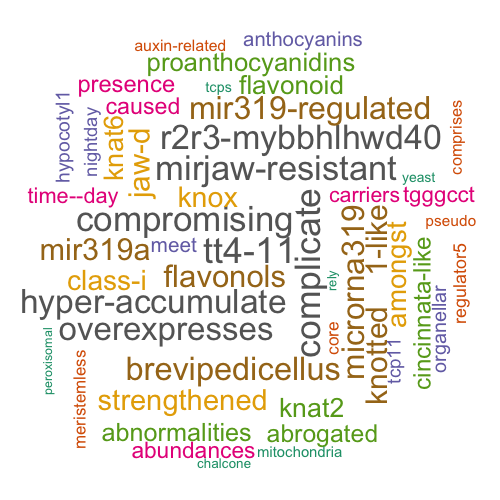 auxin-related
anthocyanins
proanthocyanidins
presence
tcps
flavonoid
caused
mir319-regulated
hypocotyl1
nightday
knat6
jaw-d
r2r3-mybbhlhwd40
comprises
mirjaw-resistant
yeast
time--day
knox
carriers
tgggcct
compromising
complicate
microrna319
1-like
amongst
pseudo
mir319a
meet
tt4-11
class-i
flavonols
rely
knotted
cincinnata-like
organellar
regulator5
hyper-accumulate
overexpresses
core
tcp11
peroxisomal
meristemless
brevipedicellus
strengthened
knat2
abnormalities
abrogated
abundances
mitochondria
chalcone